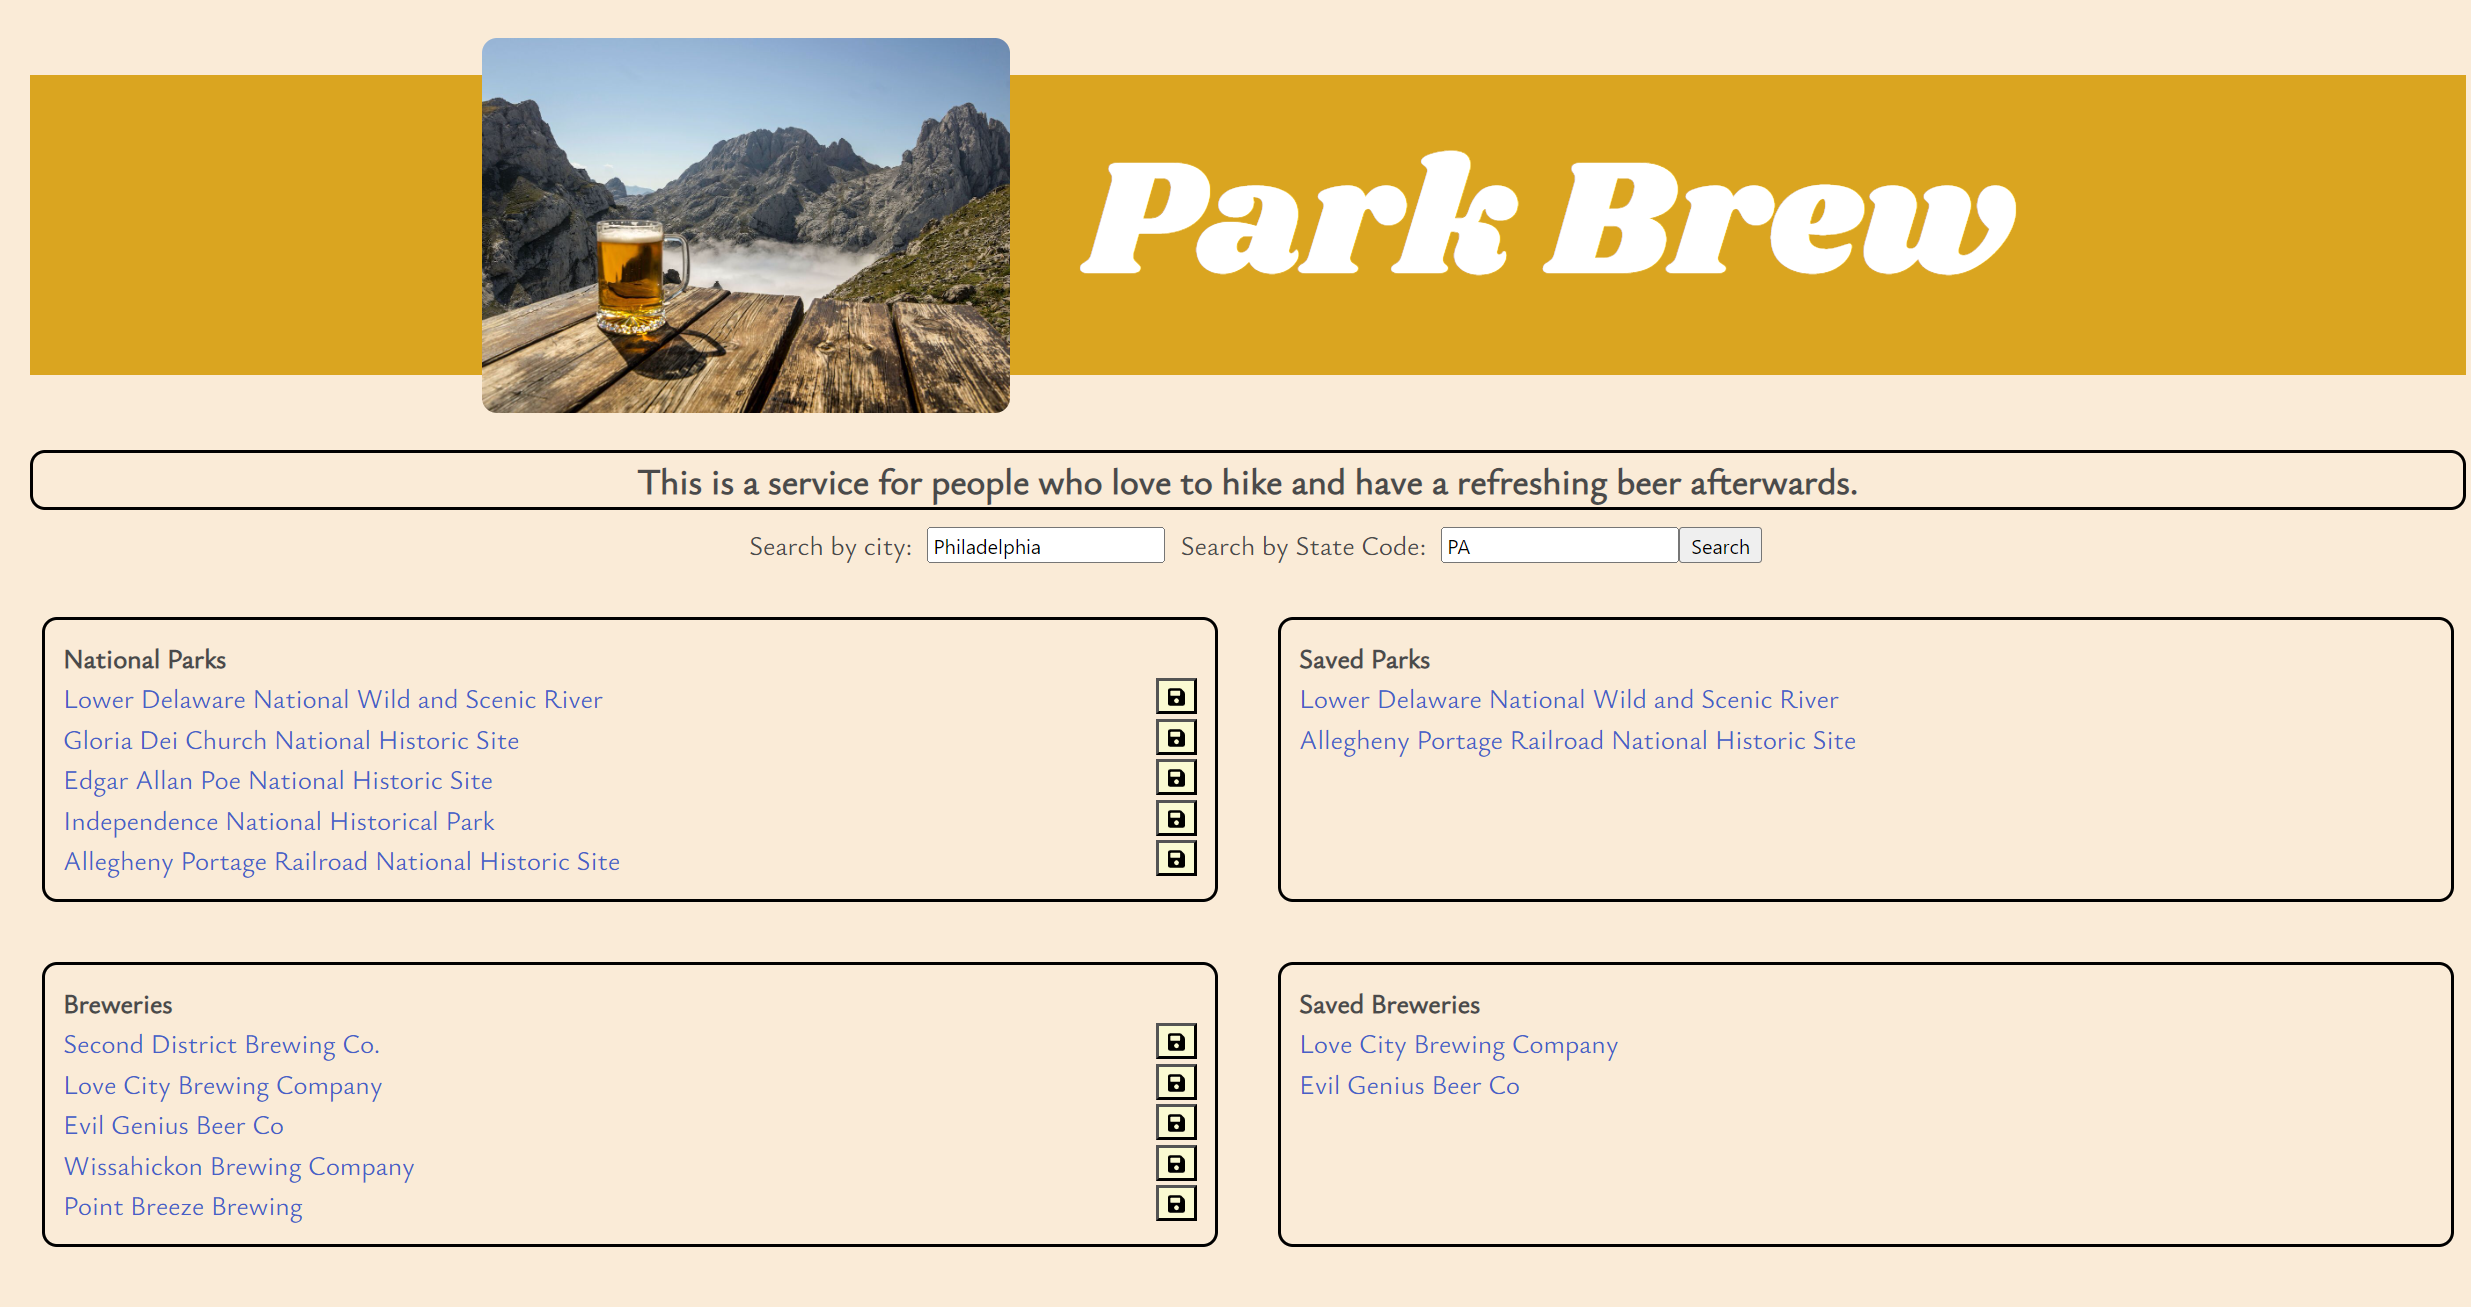 Park Brew
This is a service for people who love to hike and have a refreshing beer afterwards.
Search by city: Philadelphia Search by State Code: PA Search
National Parks
Lower Delaware National Wild and Scenic River
Gloria Dei Church National Historic Site
Edgar Allan Poe National Historic Site
Independence National Historical Park
Allegheny Portage Railroad National Historic Site
Saved Parks
Lower Delaware National Wild and Scenic River
Allegheny Portage Railroad National Historic Site
Breweries
Second District Brewing Co.
Love City Brewing Company
Evil Genius Beer Co
Wissahickon Brewing Company
Point Breeze Brewing
Saved Breweries
Love City Brewing Company
Evil Genius Beer Co